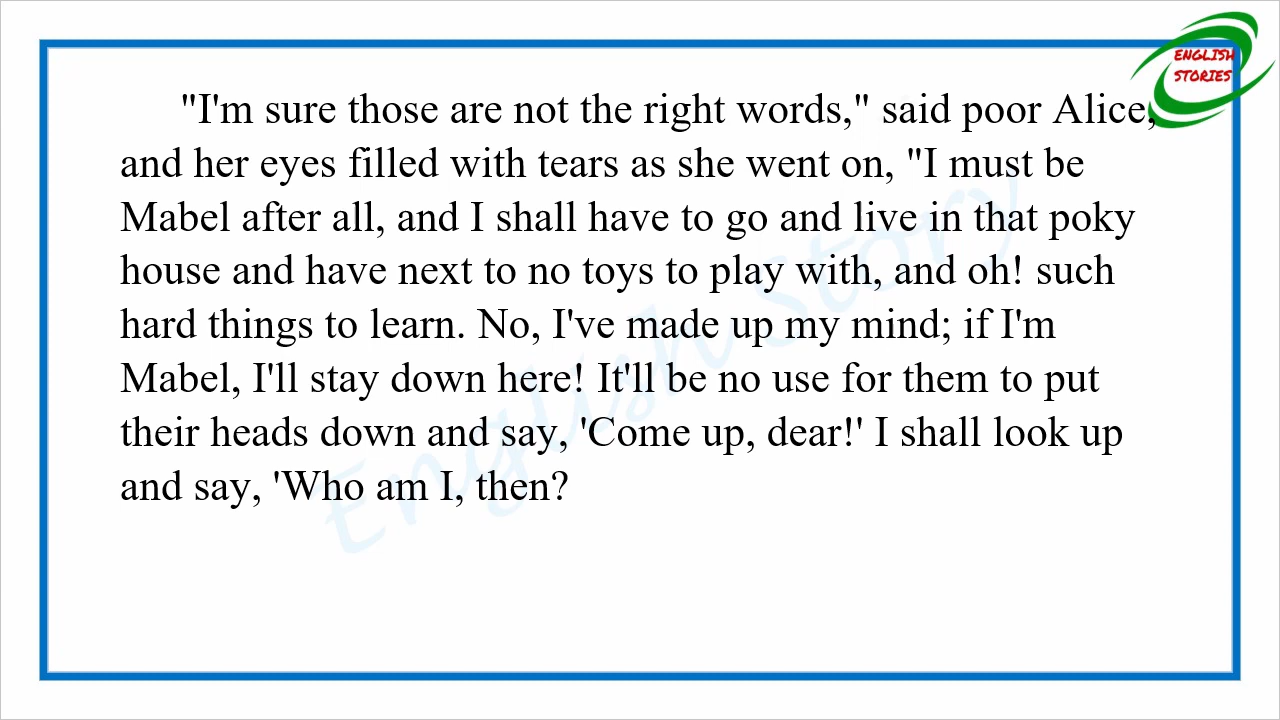 ENGLISH
STORIES
"I'm sure those are not the right words," said poor Alice,
and her eyes filled with tears as she went on, "I must be
Mabel after all, and I shall have to go and live in that poky
house and have next to no toys to play with, and oh! such
hard things to learn. No, I've made up my mind; if I'm
Mabel, I'll stay down here! It'll be no use for them to put
their heads down and say, 'Come up, dear!' I shall look up
and say, 'Who am I, then?
English Story